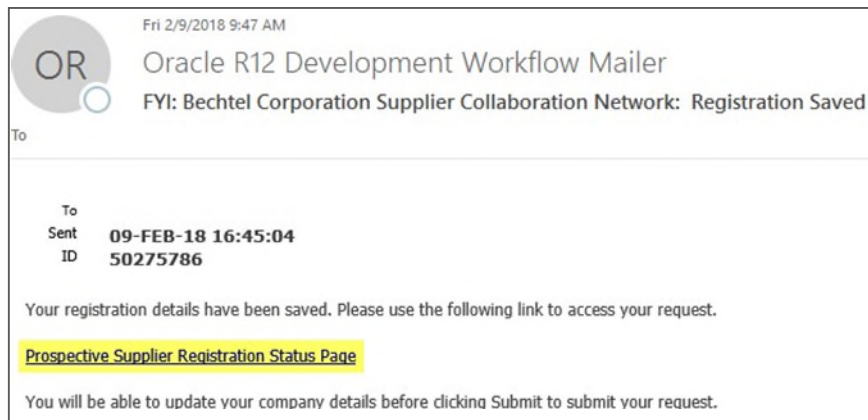 Fri 2/9/2018 9:47 AM
OR
Oracle R12 Development Workflow Mailer
FYI: Bechtel Corporation Supplier Collaboration Network: Registration Saved
To
To
Sent 09-FEB-18 16:45:04
ID 50275786
Your registration details have been saved. Please use the following link to access your request.
Prospective Supplier Registration Status Page
You will be able to update your company details before clicking Submit to submit your request.